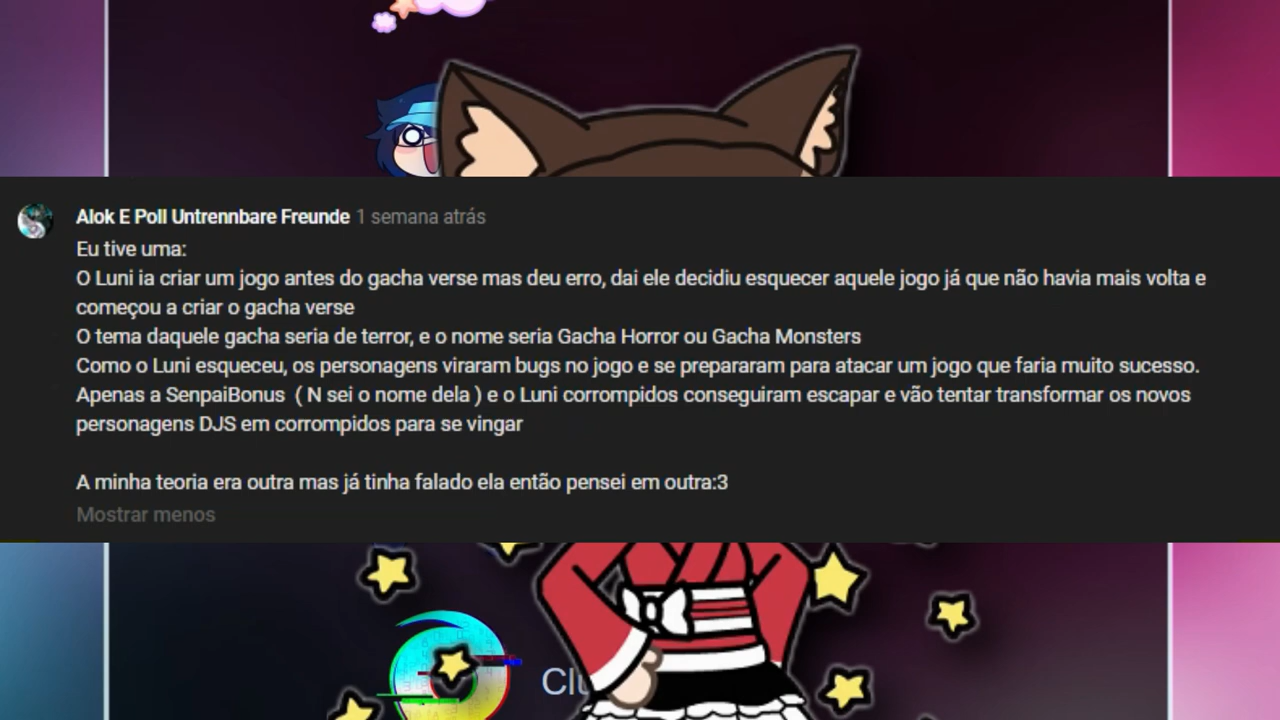 Alok E Poll Untrennbare Freunde 1 semana atrás
Eu tive uma:
O Luni ia criar um jogo antes do gacha verse mas deu erro, dai ele decidiu esquecer aquele jogo já que não havia mais volta e
começou a criar o gacha verse
O tema daquele gacha seria de terror, e o nome seria Gacha Horror ou Gacha Monsters
Como o Luni esqueceu, os personagens viraram bugs no jogo e se prepararam para atacar um jogo que faria muito sucesso.
Apenas a SenpaiBonus ( N sei o nome dela ) e o Luni corrompidos conseguiram escapar e vão tentar transformar os novos
personagens DJS em corrompidos para se vingar
A minha teoria era outra mas já tinha falado ela então pensei em outra:3
Mostrar menos